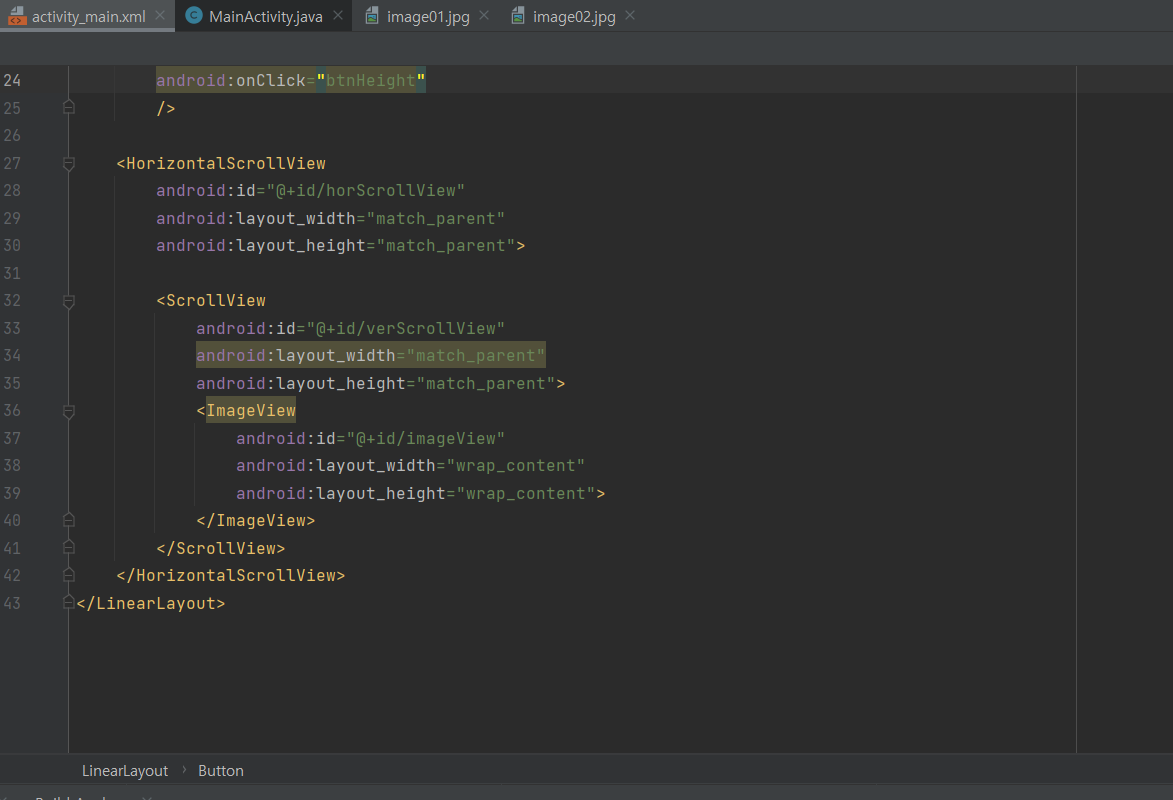 activity_main.xml MainActivity.java image01.jpg image02.jpg
24 android:onClick="btnHeight"
25 />
26
27 <HorizontalScrollView
28 android:id="@+id/horScrollView"
29 android:layout_width="match_parent"
30 android:layout_height="match_parent">
31
32 <ScrollView
33 android:id="@+id/verScrollView"
34 android:layout_width="match_parent"
35 android:layout_height="match_parent">
36 <ImageView
37 android:id="@+id/imageView"
38 android:layout_width="wrap_content"
39 android:layout_height="wrap_content">
40 </ImageView>
41 </ScrollView>
42 </HorizontalScrollView>
43 </LinearLayout>
LinearLayout › Button